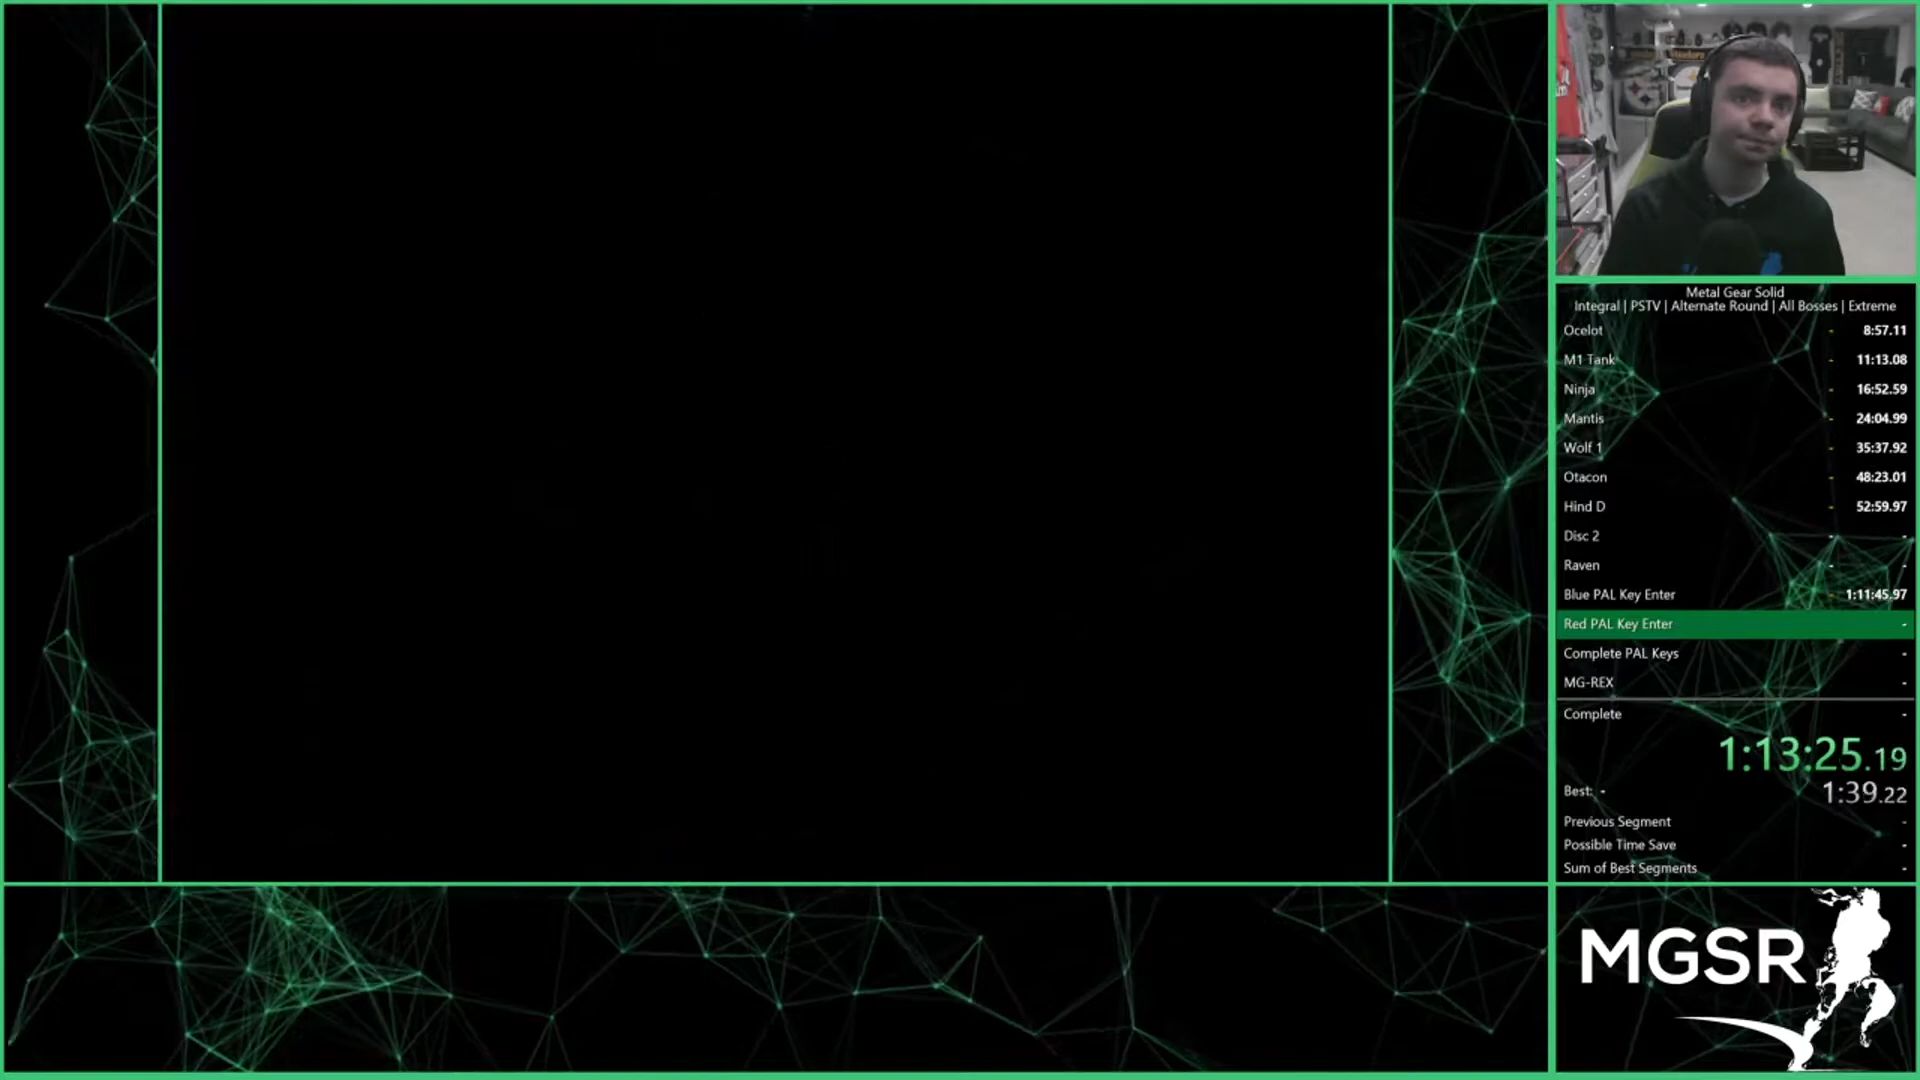 Metal Gear Solid
Integral | PSTV | Alternate Round | All Bosses | Extreme
Ocelot - 8:57.11
M1 Tank - 11:13.08
Ninja - 16:52.59
Mantis - 24:04.99
Wolf 1 - 35:37.92
Otacon - 48:23.01
Hind D - 52:59.97
Disc 2 - -
Raven - -
Blue PAL Key Enter - 1:11:45.97
Red PAL Key Enter -
Complete PAL Keys -
MG-REX -
Complete -
1:13:25.19
Best: - 1:39.22
Previous Segment -
Possible Time Save -
Sum of Best Segments -
MGSR